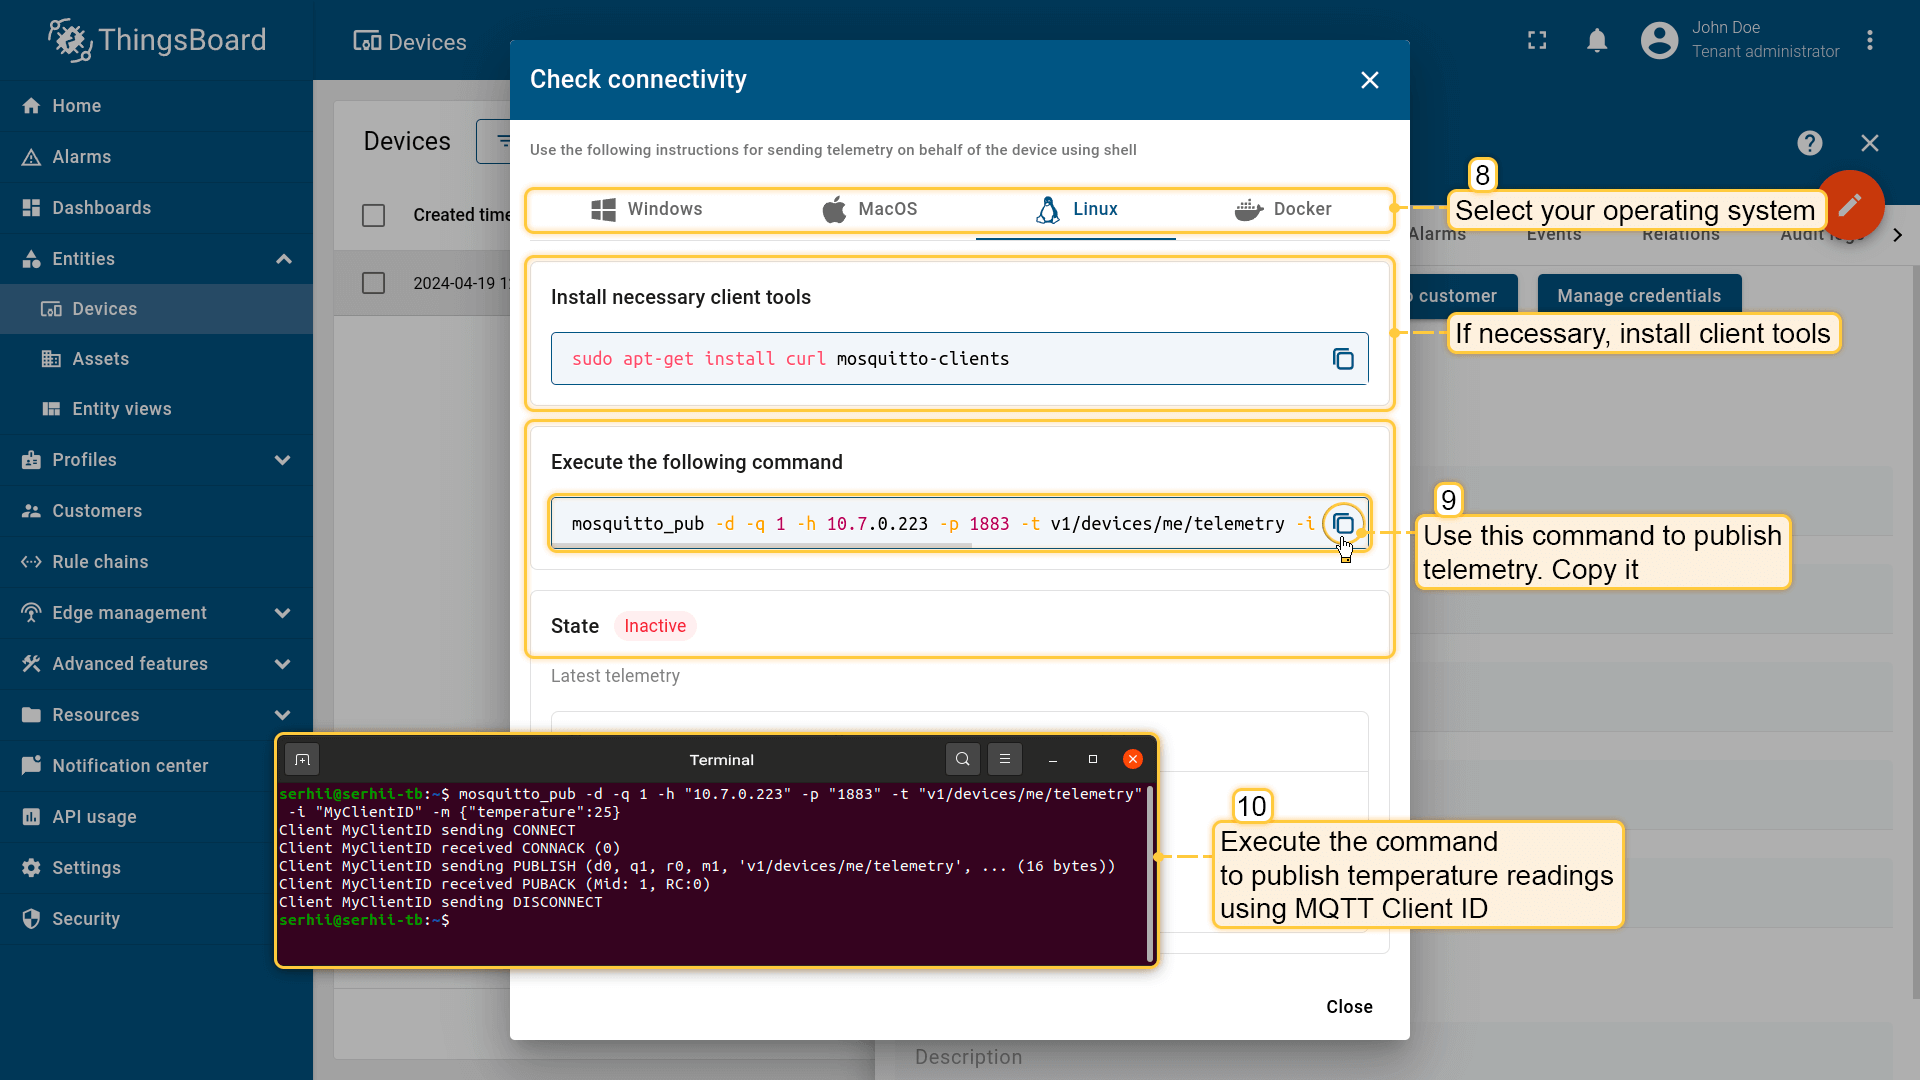 ThingsBoard
Devices
John Doe
Tenant administrator
Home
Alarms
Dashboards
Entities
Devices
Assets
Entity views
Profiles
Customers
Rule chains
Edge management
Advanced features
Resources
Notification center
API usage
Settings
Security
Devices
Created time
2024-04-19 1
Check connectivity
Use the following instructions for sending telemetry on behalf of the device using shell
Windows
MacOS
Linux
Docker
8
Select your operating system
Alarms
Events
Relations
Audit logs
customer
Manage credentials
Install necessary client tools
sudo apt-get install curl mosquitto-clients
If necessary, install client tools
Execute the following command
mosquitto_pub -d -q 1 -h 10.7.0.223 -p 1883 -t v1/devices/me/telemetry -i
9
Use this command to publish
telemetry. Copy it
State
Inactive
Latest telemetry
Terminal
serhii@serhii-tb:~$ mosquitto_pub -d -q 1 -h "10.7.0.223" -p "1883" -t "v1/devices/me/telemetry"
-i "MyClientID" -m {"temperature":25}
Client MyClientID sending CONNECT
Client MyClientID received CONNACK (0)
Client MyClientID sending PUBLISH (d0, q1, r0, m1, 'v1/devices/me/telemetry', ... (16 bytes))
Client MyClientID received PUBACK (Mid: 1, RC:0)
Client MyClientID sending DISCONNECT
serhii@serhii-tb:~$
10
Execute the command
to publish temperature readings
using MQTT Client ID
Close
Description